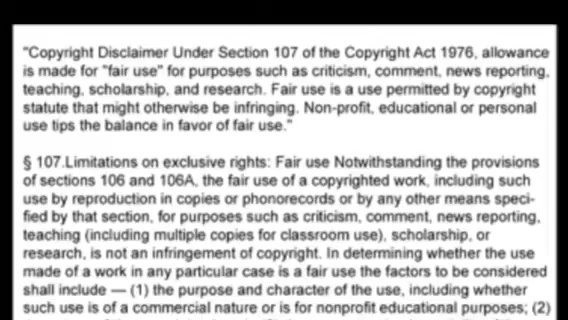 "Copyright Disclaimer Under Section 107 of the Copyright Act 1976, allowance
is made for "fair use" for purposes such as criticism, comment, news reporting,
teaching, scholarship, and research. Fair use is a use permitted by copyright
statute that might otherwise be infringing. Non-profit, educational or personal
use tips the balance in favor of fair use."
§ 107.Limitations on exclusive rights: Fair use Notwithstanding the provisions
of sections 106 and 106A, the fair use of a copyrighted work, including such
use by reproduction in copies or phonorecords or by any other means speci-
fied by that section, for purposes such as criticism, comment, news reporting,
teaching (including multiple copies for classroom use), scholarship, or
research, is not an infringement of copyright. In determining whether the use
made of a work in any particular case is a fair use the factors to be considered
shall include — (1) the purpose and character of the use, including whether
such use is of a commercial nature or is for nonprofit educational purposes; (2)